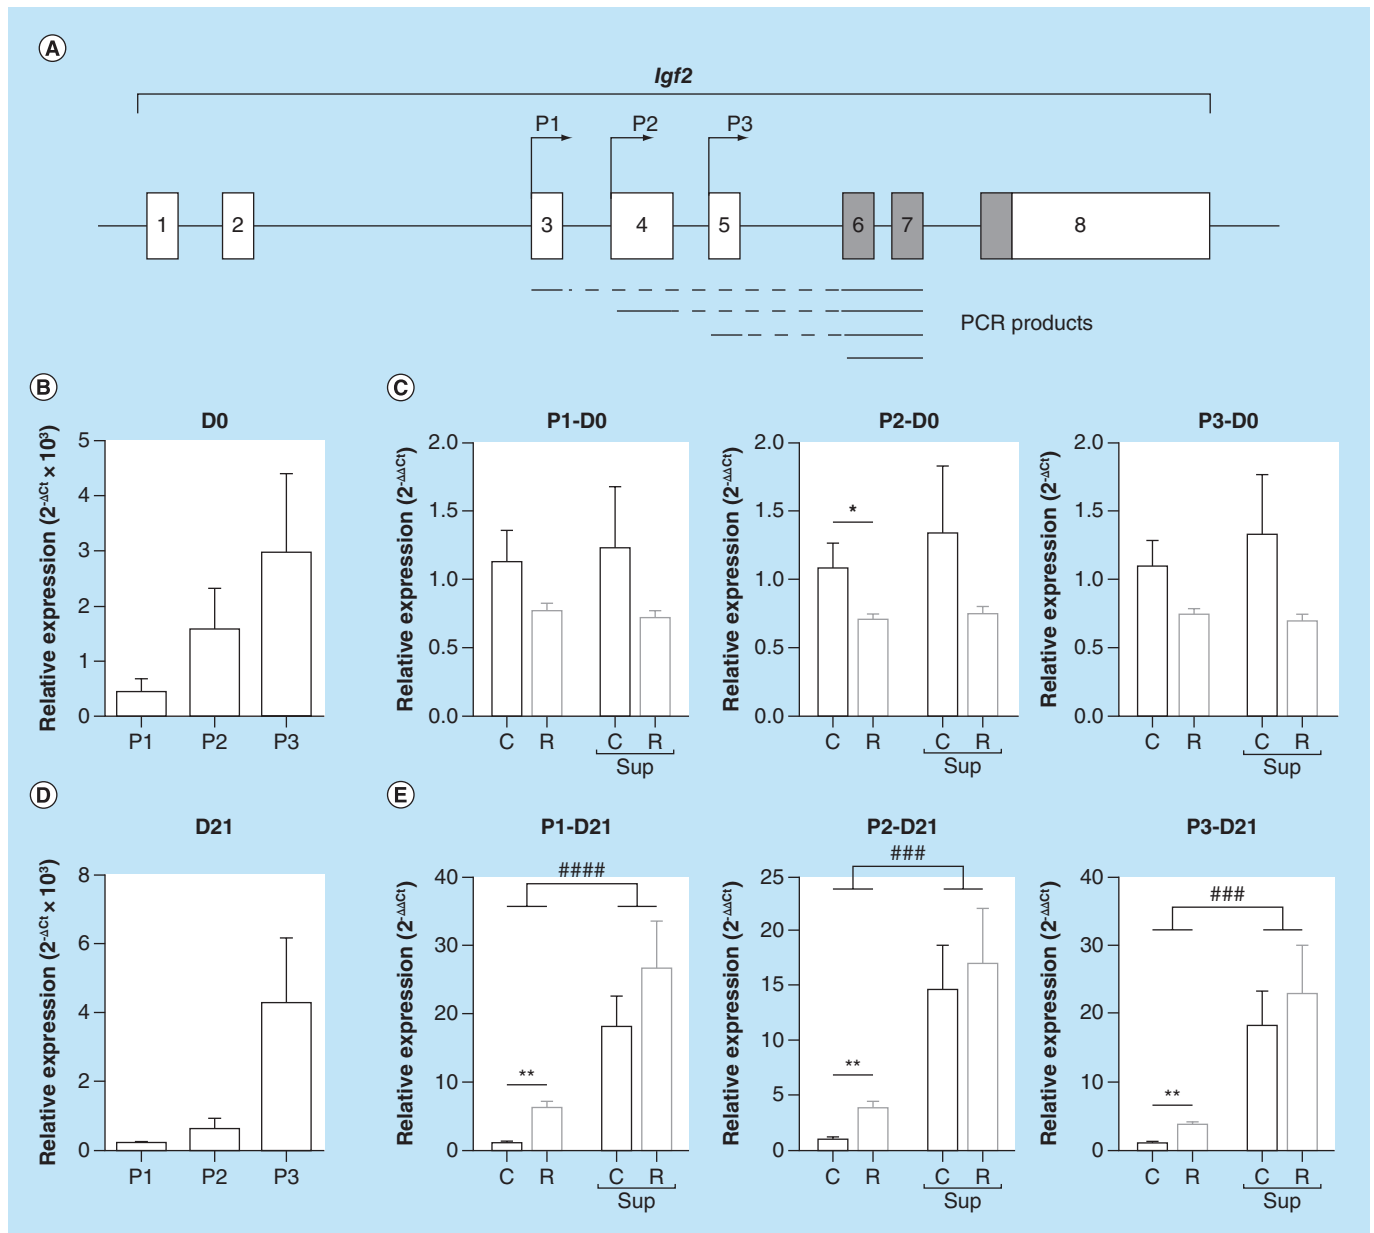 A
Igf2
P1 P2 P3
1 2 3 4 5 6 7 8
PCR products
B
D0
Relative expression (2-ΔCt × 10³)
5
4
3
2
1
0
P1 P2 P3
C
P1-D0
Relative expression (2-ΔΔCt)
2.0
1.5
1.0
0.5
0.0
C R C R
Sup
P2-D0
Relative expression (2-ΔΔCt)
2.0
1.5
1.0
0.5
0.0
*
C R C R
Sup
P3-D0
Relative expression (2-ΔCt)
2.0
1.5
1.0
0.5
0.0
C R C R
Sup
D
D21
Relative expression (2-ΔCt × 10³)
8
6
4
2
0
P1 P2 P3
E
P1-D21
Relative expression (2-ΔΔCt)
40
30
20
10
0
####
**
C R C R
Sup
P2-D21
Relative expression (2-ΔΔCt)
25
20
15
10
5
0
###
**
C R C R
Sup
P3-D21
Relative expression (2-ΔΔCt)
40
30
20
10
0
###
**
C R C R
Sup